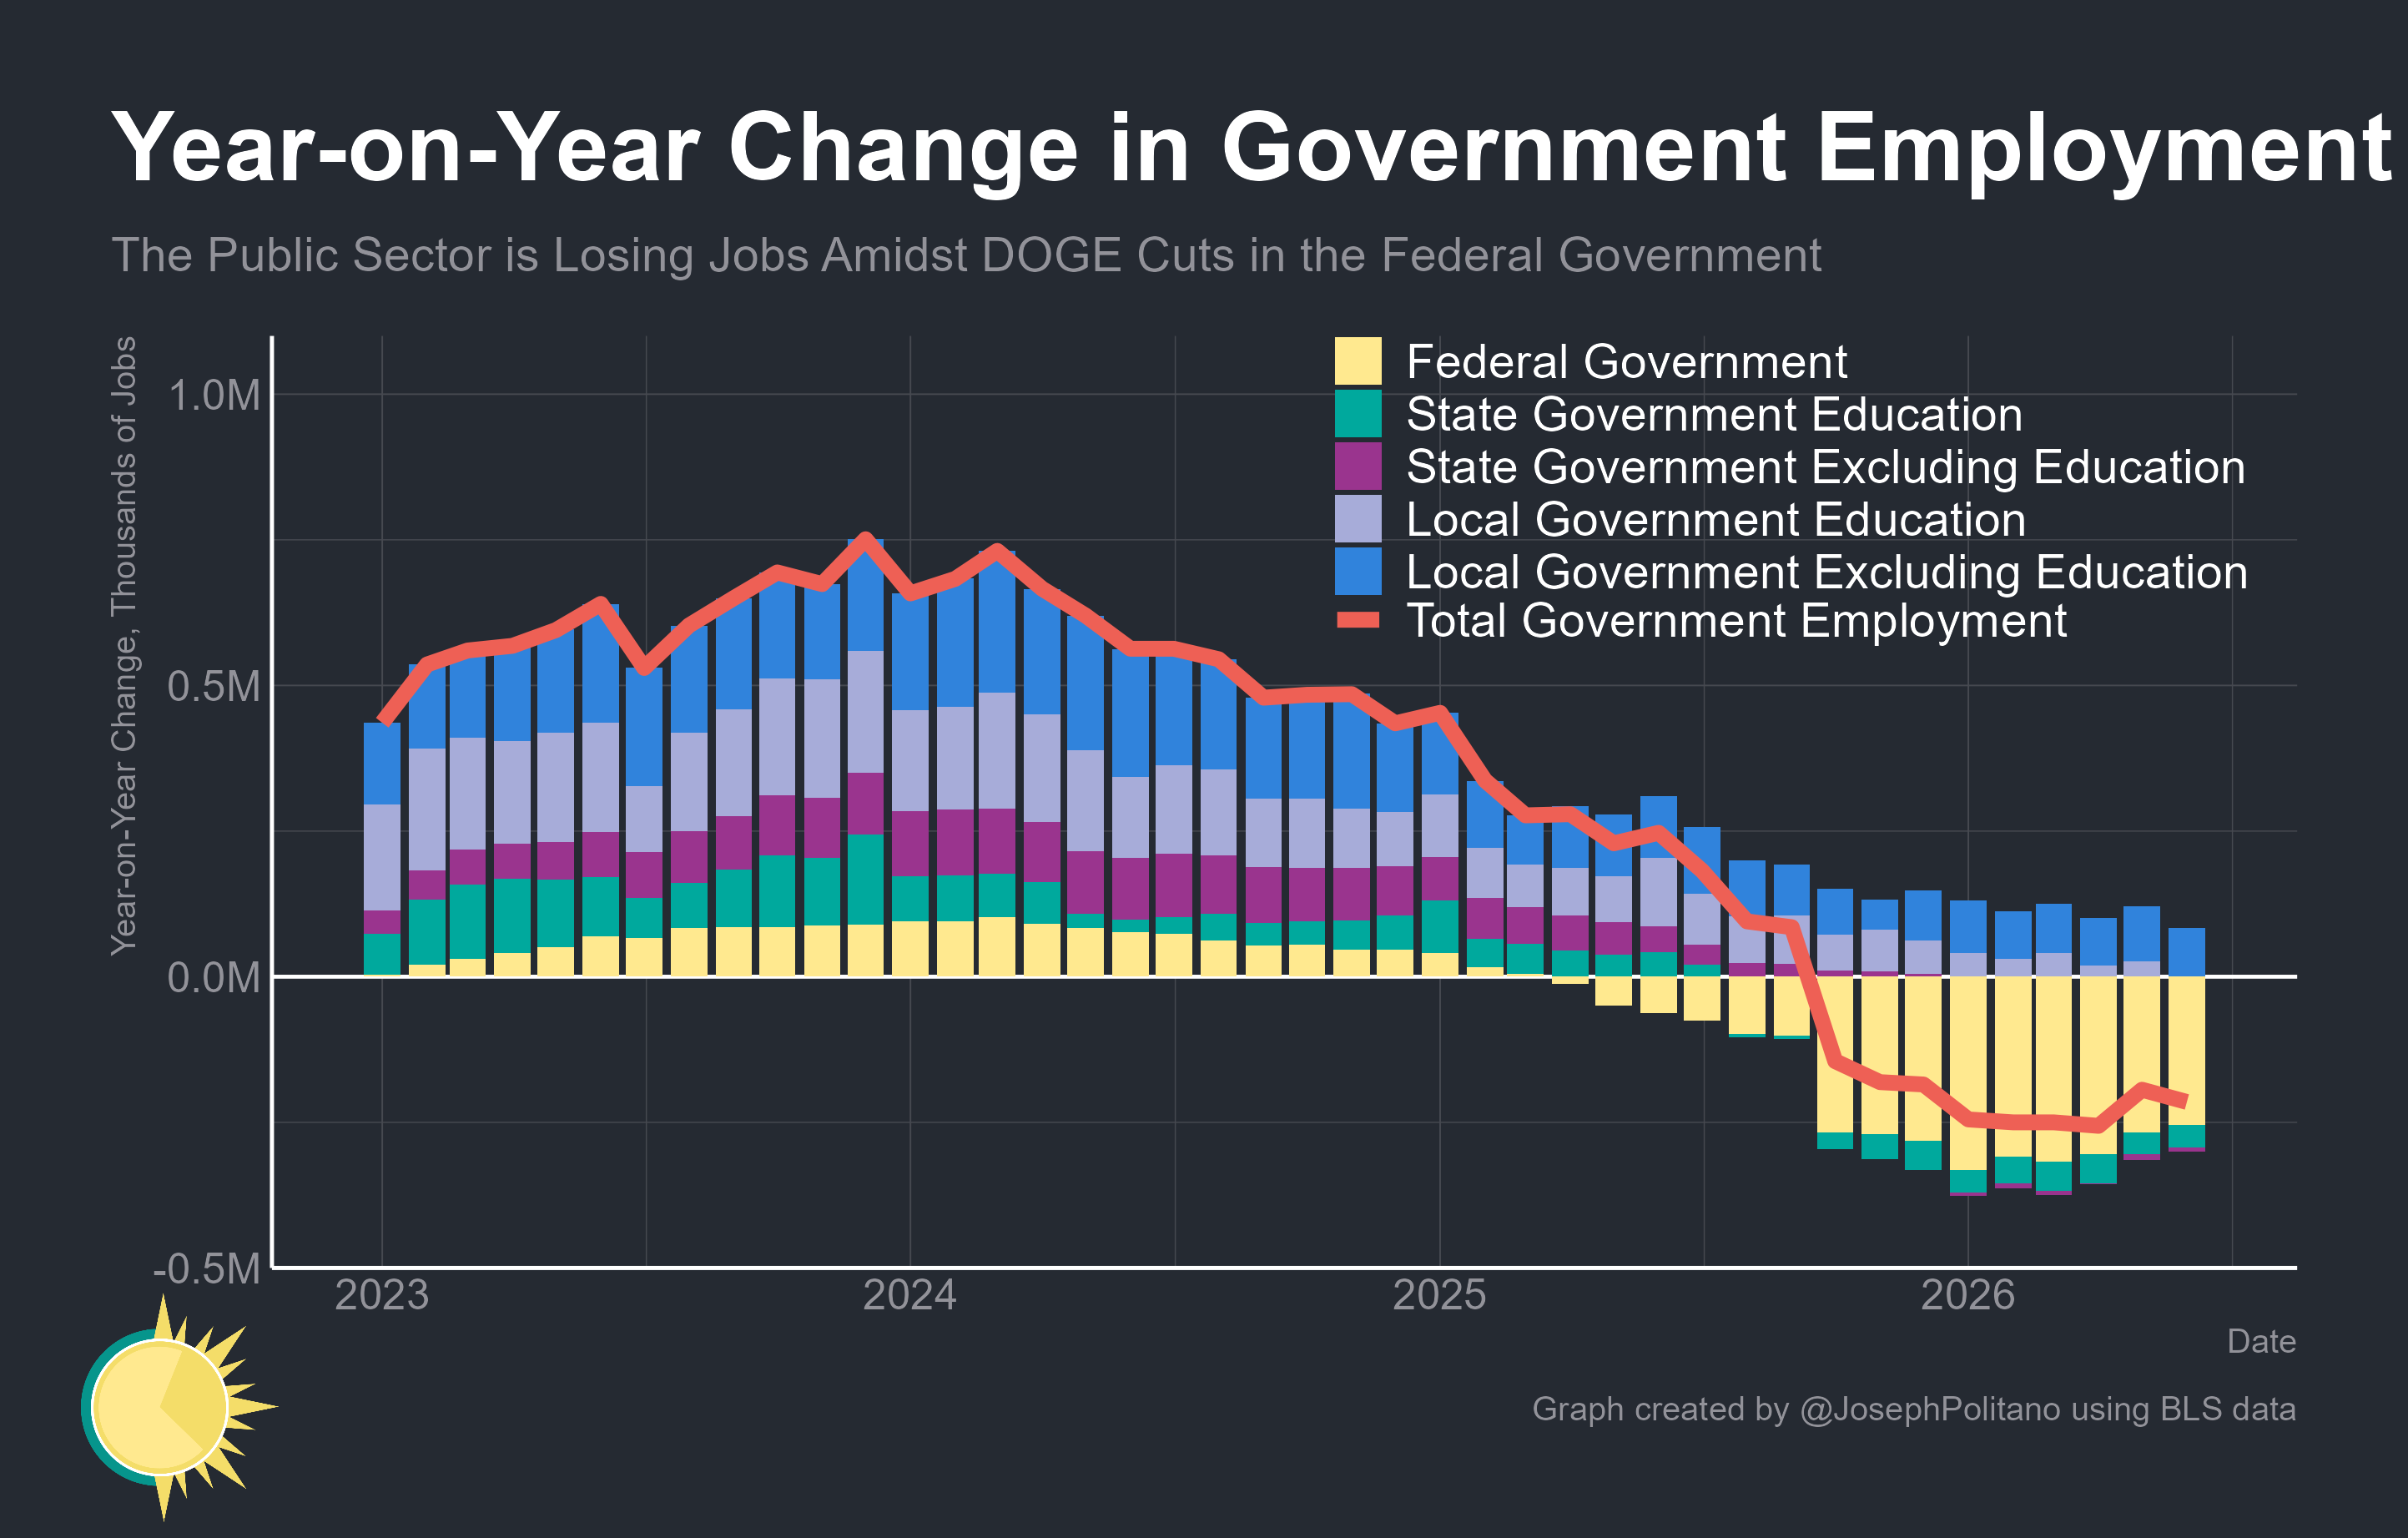 Year-on-Year Change in Government Employment
The Public Sector is Losing Jobs Amidst DOGE Cuts in the Federal Government
Year-on-Year Change, Thousands of Jobs
1.0M
0.5M
0.0M
-0.5M
Federal Government
State Government Education
State Government Excluding Education
Local Government Education
Local Government Excluding Education
Total Government Employment
2023
2024
2025
2026
Date
Graph created by @JosephPolitano using BLS data